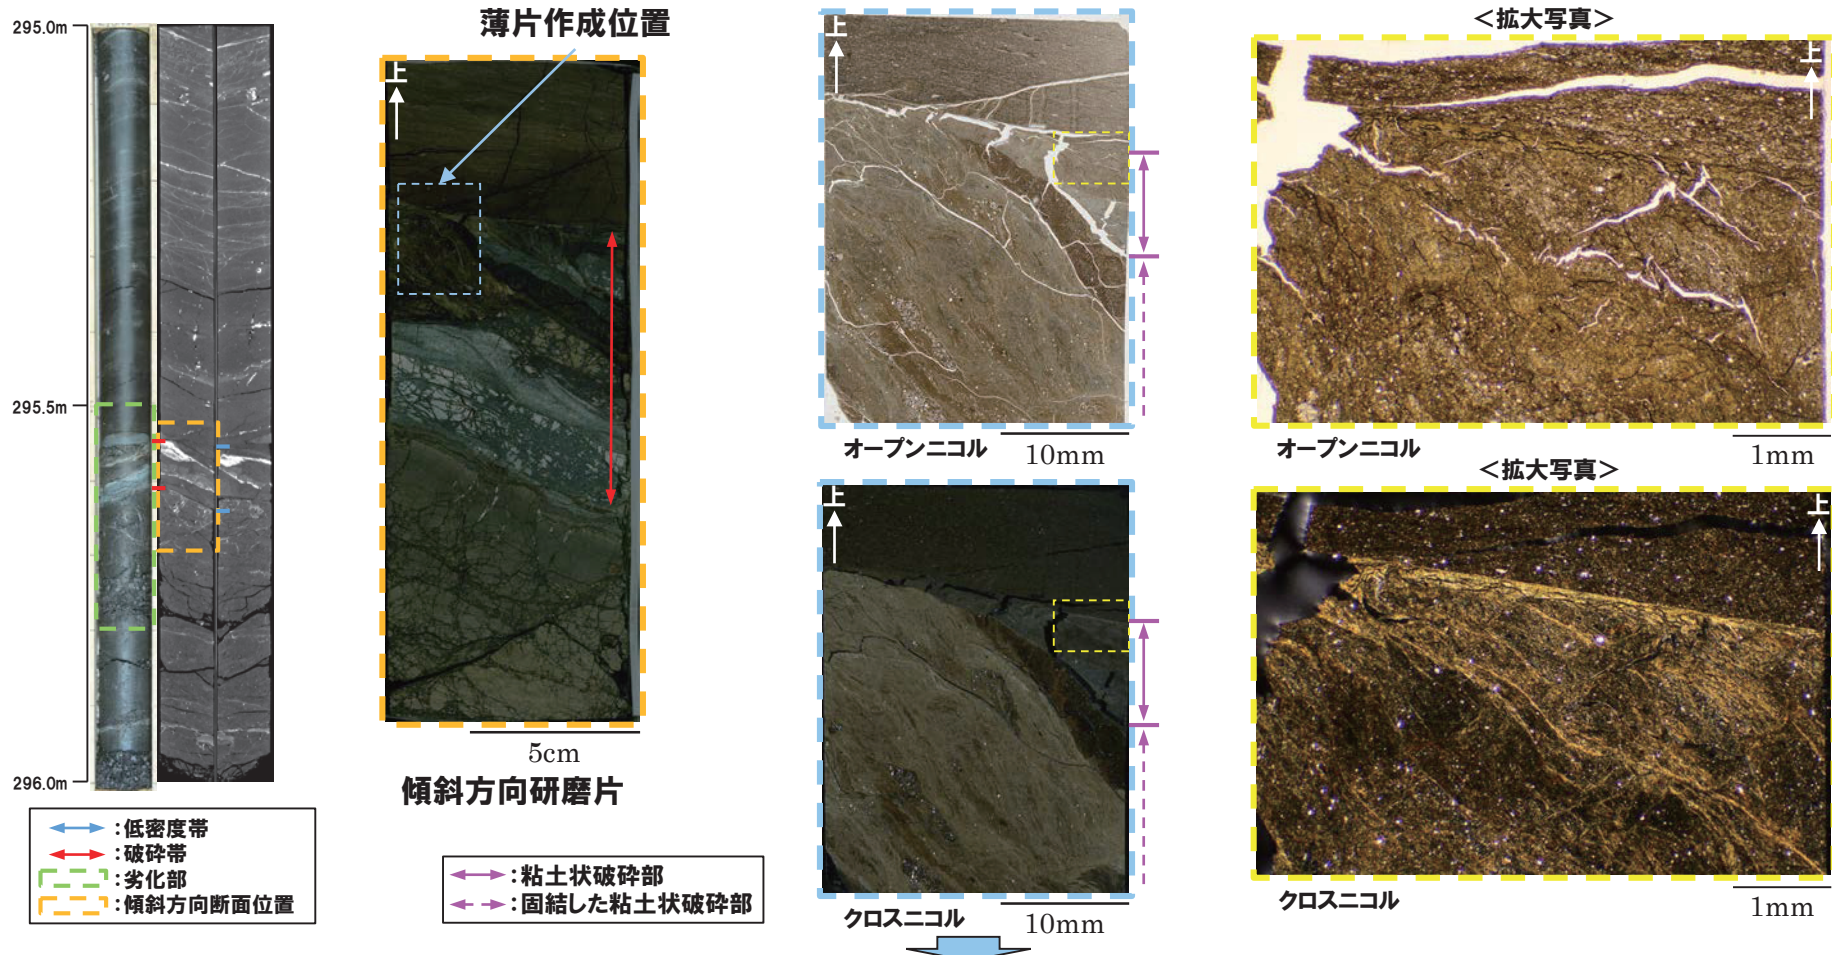 295.0m
295.5m
296.0m
:低密度帯
:破砕帯
:劣化部
:傾斜方向断面位置
薄片作成位置
上
5cm
傾斜方向研磨片
:粘土状破砕部
:固結した粘土状破砕部
上
オープンニコル
10mm
上
クロスニコル
10mm
<拡大写真>
上
オープンニコル
1mm
<拡大写真>
上
クロスニコル
1mm